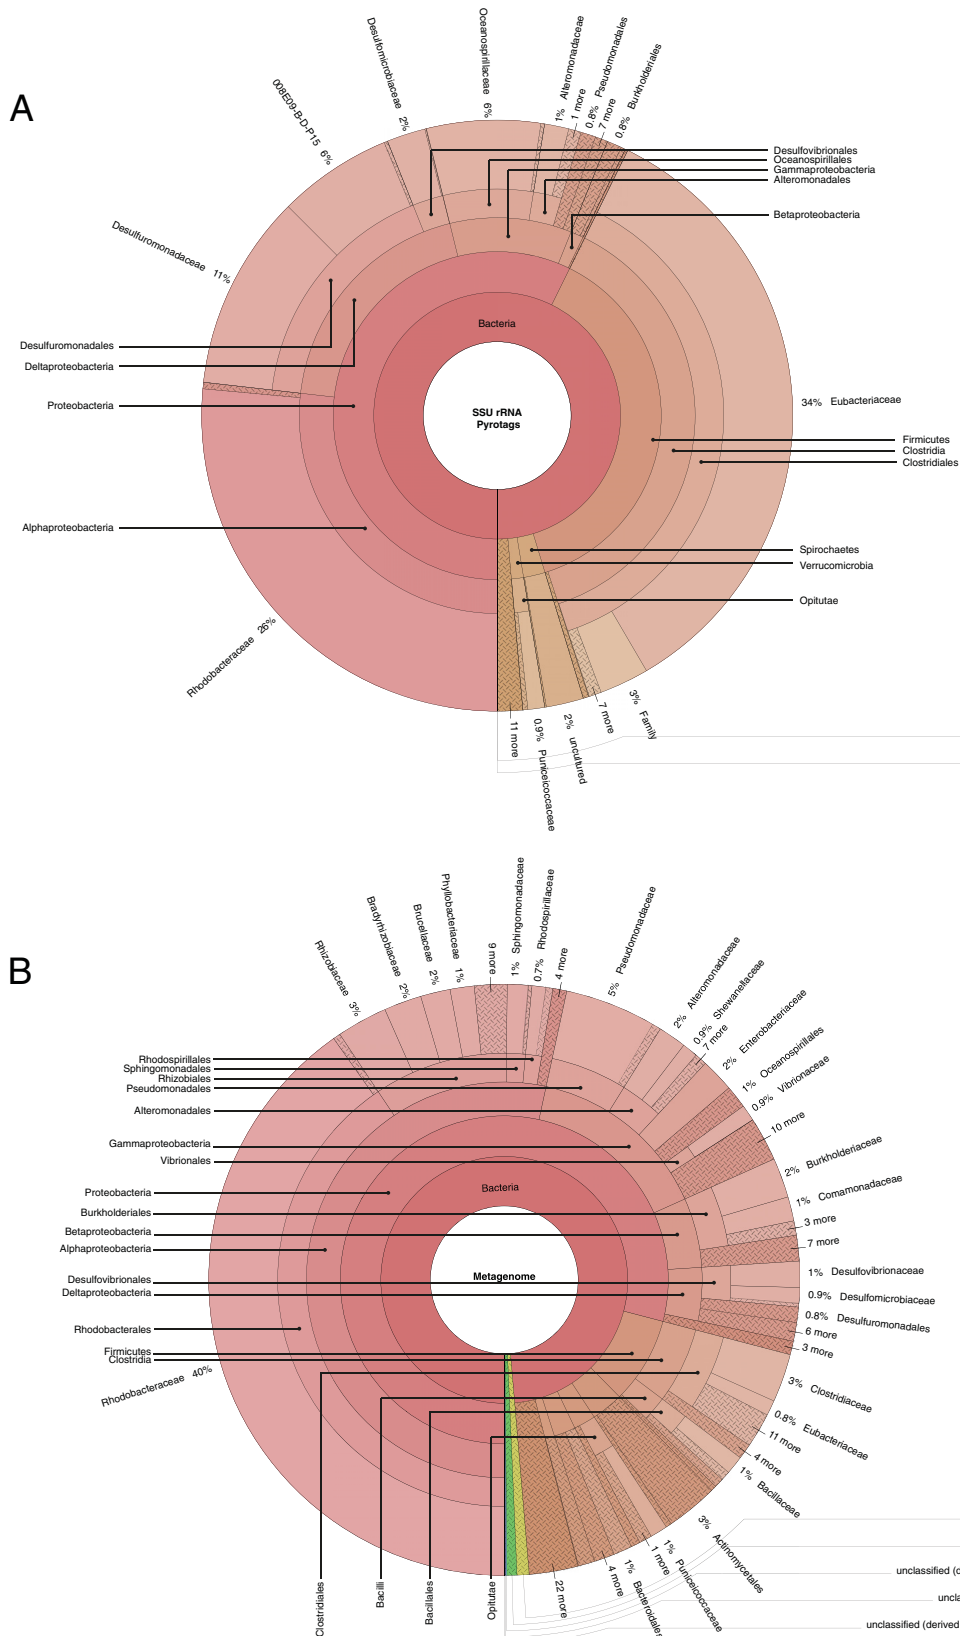 A
Desulfuromonadaceae 11%
008E09-B-D-P15 6%
Desulfomicrobiaceae 2%
Oceanospirillaceae 6%
1% Alteromonadaceae
1 more
0.8% Pseudomonadales
7 more
0.8% Burkholderiales
Desulfovibrionales
Oceanospirillales
Gammaproteobacteria
Alteromonadales
Betaproteobacteria
Bacteria
Desulfuromonadales
Deltaproteobacteria
Proteobacteria
SSU rRNA
Pyrotags
34% Eubacteriaceae
Firmicutes
Clostridia
Clostridiales
Alphaproteobacteria
Spirochaetes
Verrucomicrobia
Opitutae
Rhodobacteraceae 26%
11 more
0.9% Puniceicoccaceae
2% uncultured
7 more
3% Family
B
Rhizobiaceae 3%
Bradyrhizobiaceae 2%
Brucellaceae 2%
Phyllobacteriaceae 1%
6 more
1% Sphingomonadaceae
0.7% Rhodospirillaceae
4 more
5% Pseudomonadaceae
2% Alteromonadaceae
0.9% Shewanellaceae
7 more
2% Enterobacteriaceae
1% Oceanospirillales
0.9% Vibrionaceae
10 more
2% Burkholderiaceae
1% Comamonadaceae
3 more
7 more
1% Desulfovibrionaceae
0.9% Desulfomicrobiaceae
0.8% Desulfuromonadales
6 more
3 more
3% Clostridiaceae
0.8% Eubacteriaceae
11 more
4 more
1% Bacillaceae
3% Actinomycetales
1% Puniceicoccaceae
1 more
1% Bacteroidales
4 more
22 more
Rhodospirillales
Sphingomonadales
Rhizobiales
Pseudomonadales
Alteromonadales
Gammaproteobacteria
Vibrionales
Bacteria
Proteobacteria
Burkholderiales
Betaproteobacteria
Alphaproteobacteria
Metagenome
Desulfovibrionales
Deltaproteobacteria
Rhodobacterales
Firmicutes
Clostridia
Rhodobacteraceae 40%
Clostridiales
Bacilli
Bacillales
Opitutae
unclassified (d
uncla
unclassified (derived